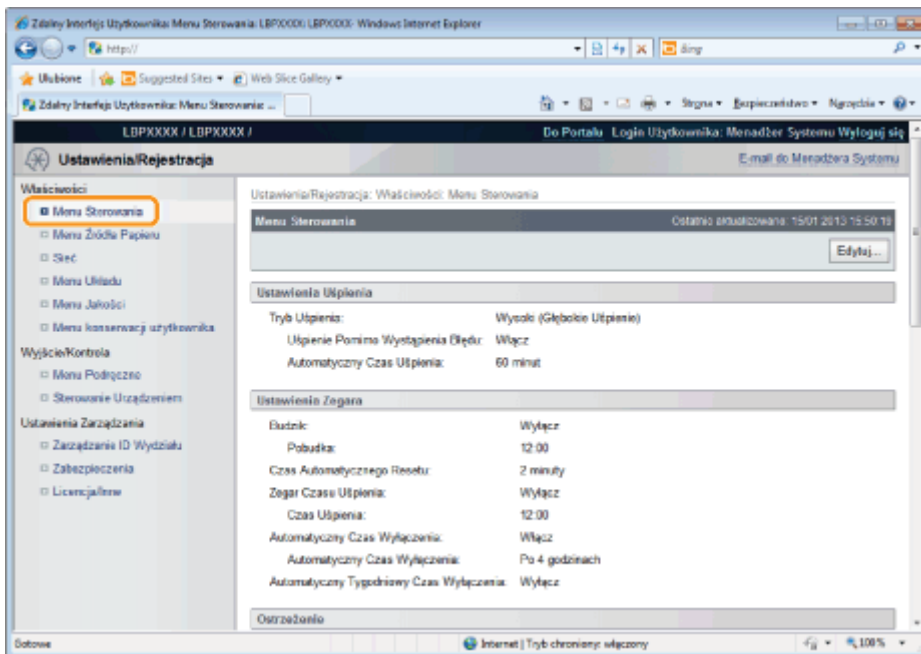 Zdalny Interfejs Użytkownika: Menu Sterowania: LBPXXXX: LBPXXXX- Windows Internet Explorer
http://
Bing
Ulubione Suggested Sites Web Slice Gallery
Zdalny Interfejs Użytkownika: Menu Sterowania: ...
Strona Bezpieczeństwo Narzędzia
LBPXXXX / LBPXXXX /
Do Portalu Login Użytkownika: Menadżer Systemu Wyloguj się
Ustawienia/Rejestracja
E-mail do Menadżera Systemu
Właściwości
Menu Sterowania
Menu Źródła Papieru
Sieć
Menu Układu
Menu Jakości
Menu konserwacji użytkownika
Wyjście/Kontrola
Menu Podręczne
Sterowanie Urządzeniem
Ustawienia Zarządzania
Zarządzanie ID Wydziału
Zabezpieczenia
Licencja/Inne
Ustawienia/Rejestracja: Właściwości: Menu Sterowania
Menu Sterowania
Ostatnio aktualizowano: 15/01 2013 15:50:19
Edytuj...
Ustawienia Uśpienia
Tryb Uśpienia: Wysoki (Głębokie Uśpienie)
Uśpienie Pomimo Wystąpienia Błędu: Włącz
Automatyczny Czas Uśpienia: 60 minut
Ustawienia Zegara
Budzik: Wyłącz
Pobudka: 12:00
Czas Automatycznego Resetu: 2 minuty
Zegar Czasu Uśpienia: Wyłącz
Czas Uśpienia: 12:00
Automatyczny Czas Wyłączenia: Włącz
Automatyczny Czas Wyłączenia: Po 4 godzinach
Automatyczny Tygodniowy Czas Wyłączenia: Wyłącz
Ostrzeżenie
Gotowe
Internet | Tryb chroniony: włączony
100%